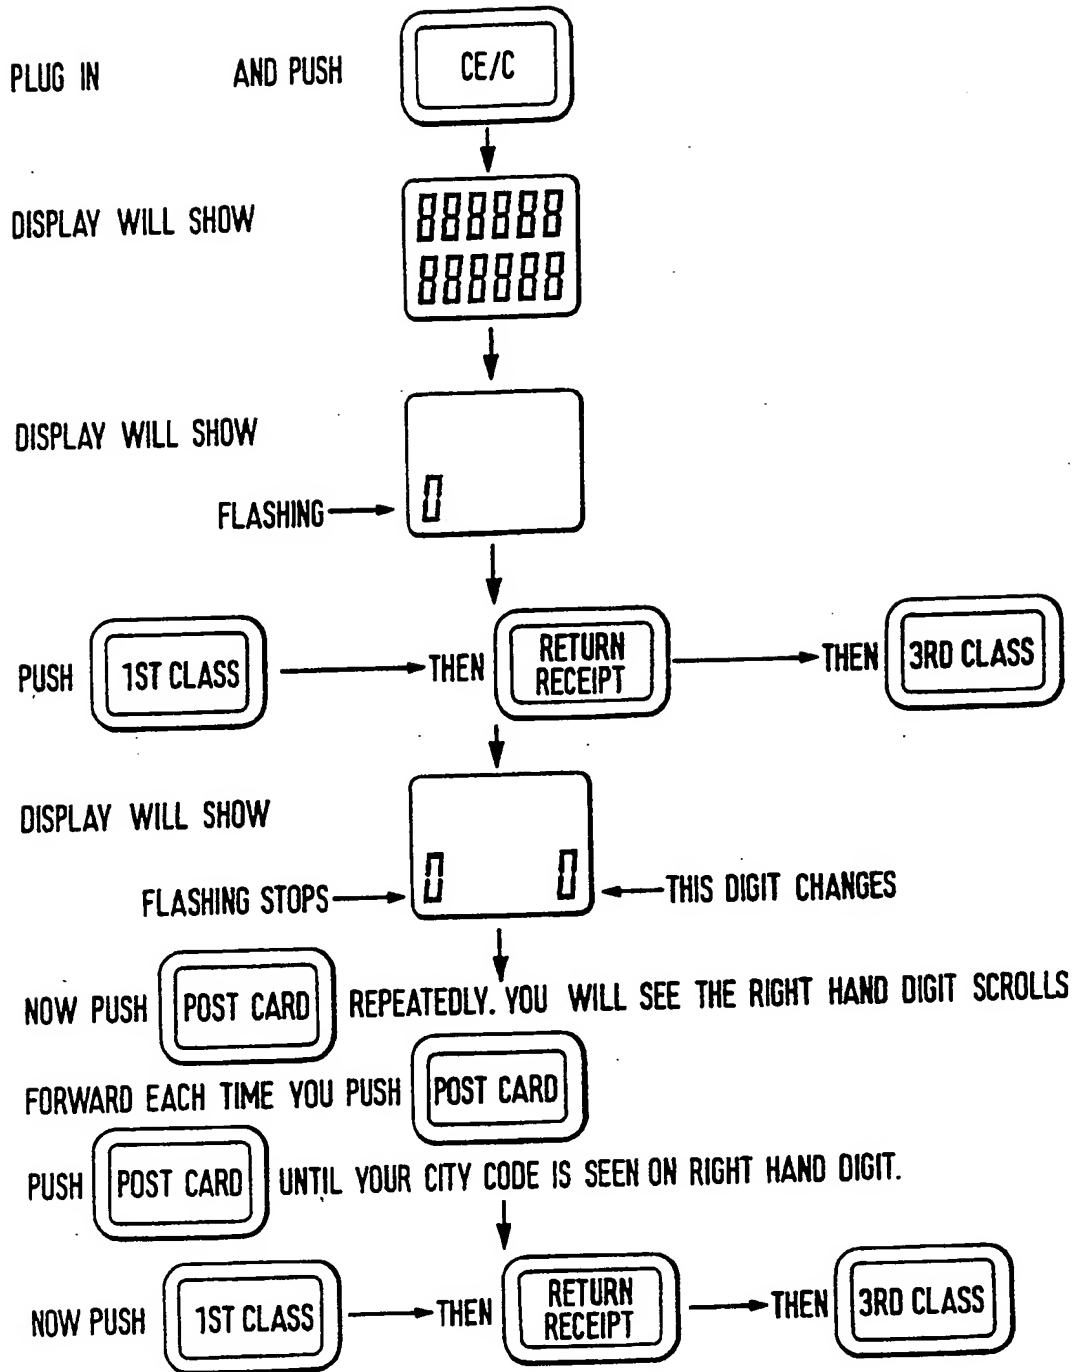 PLUG IN AND PUSH CE/C
DISPLAY WILL SHOW
888888
888888
DISPLAY WILL SHOW
FLASHING 0
PUSH 1ST CLASS THEN RETURN RECEIPT THEN 3RD CLASS
DISPLAY WILL SHOW
FLASHING STOPS 0 0 THIS DIGIT CHANGES
NOW PUSH POST CARD REPEATEDLY. YOU WILL SEE THE RIGHT HAND DIGIT SCROLLS
FORWARD EACH TIME YOU PUSH POST CARD
PUSH POST CARD UNTIL YOUR CITY CODE IS SEEN ON RIGHT HAND DIGIT.
NOW PUSH 1ST CLASS THEN RETURN RECEIPT THEN 3RD CLASS